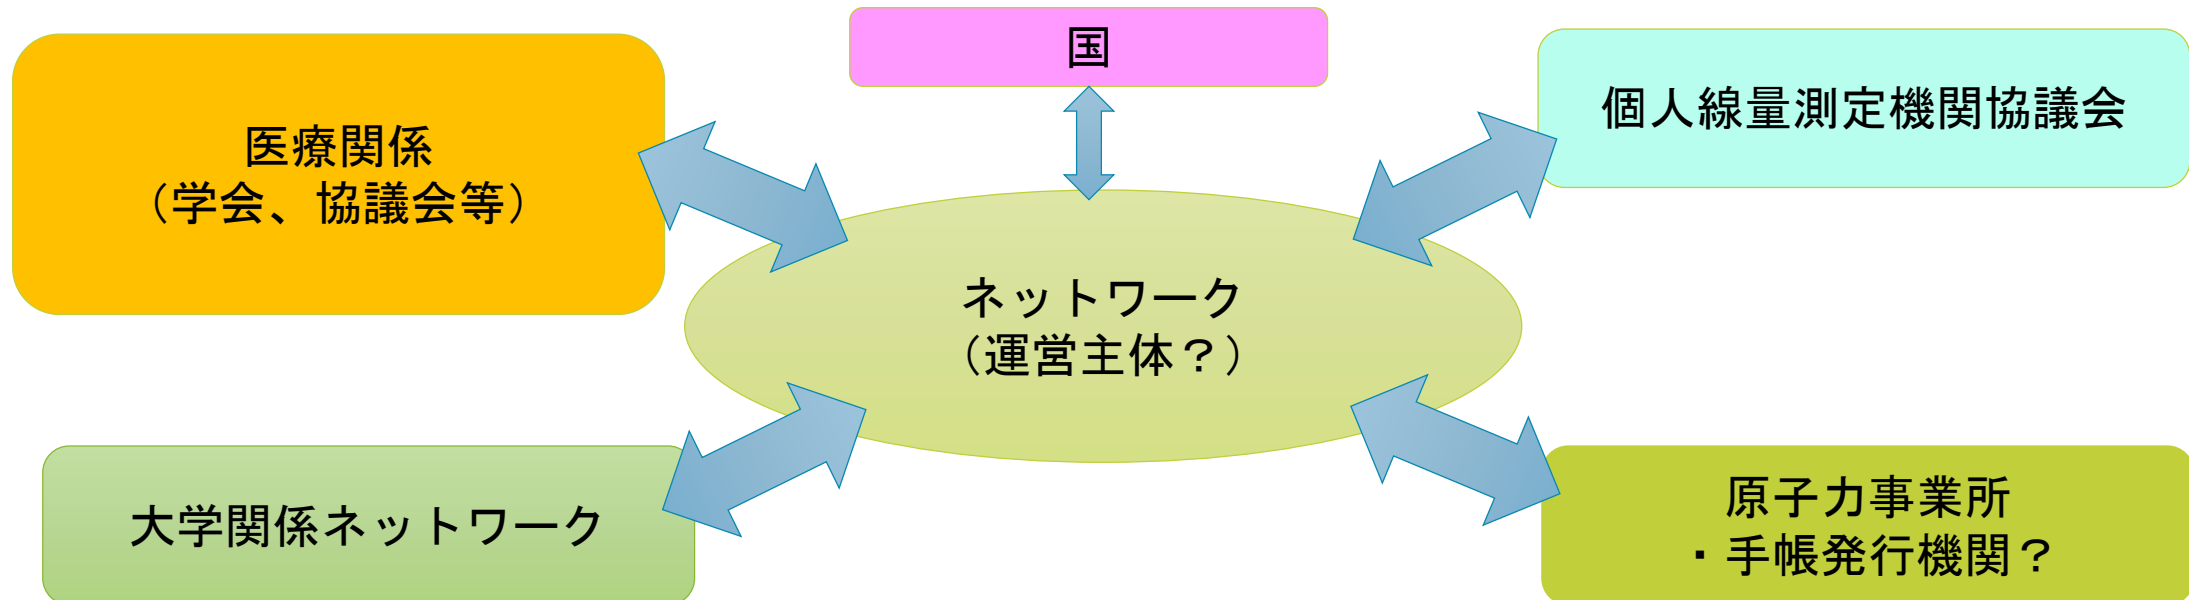 国
医療関係
（学会、協議会等）
個人線量測定機関協議会
ネットワーク
（運営主体？）
大学関係ネットワーク
原子力事業所
・手帳発行機関？